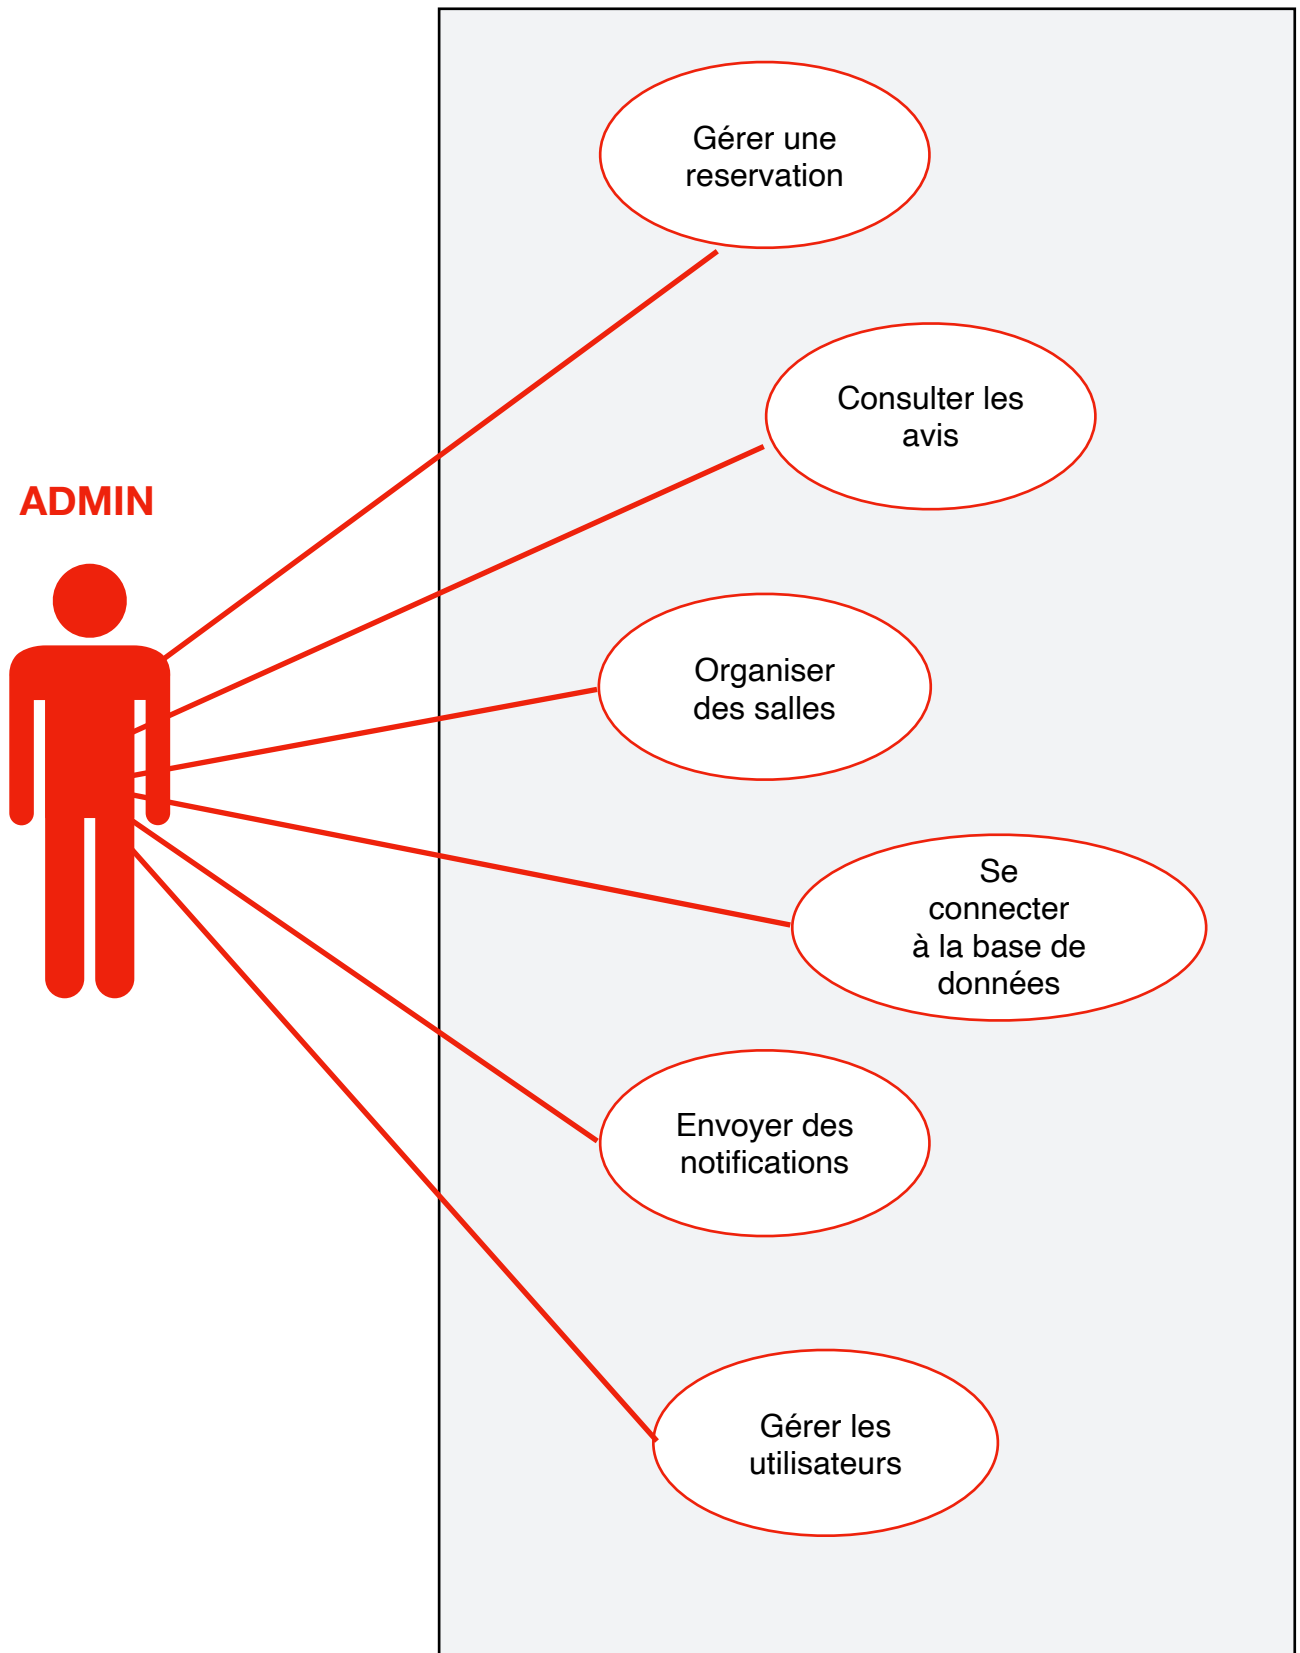 Gérer une
reservation
Consulter les
avis
ADMIN
Organiser
des salles
Se
connecter
à la base de
données
Envoyer des
notifications
Gérer les
utilisateurs